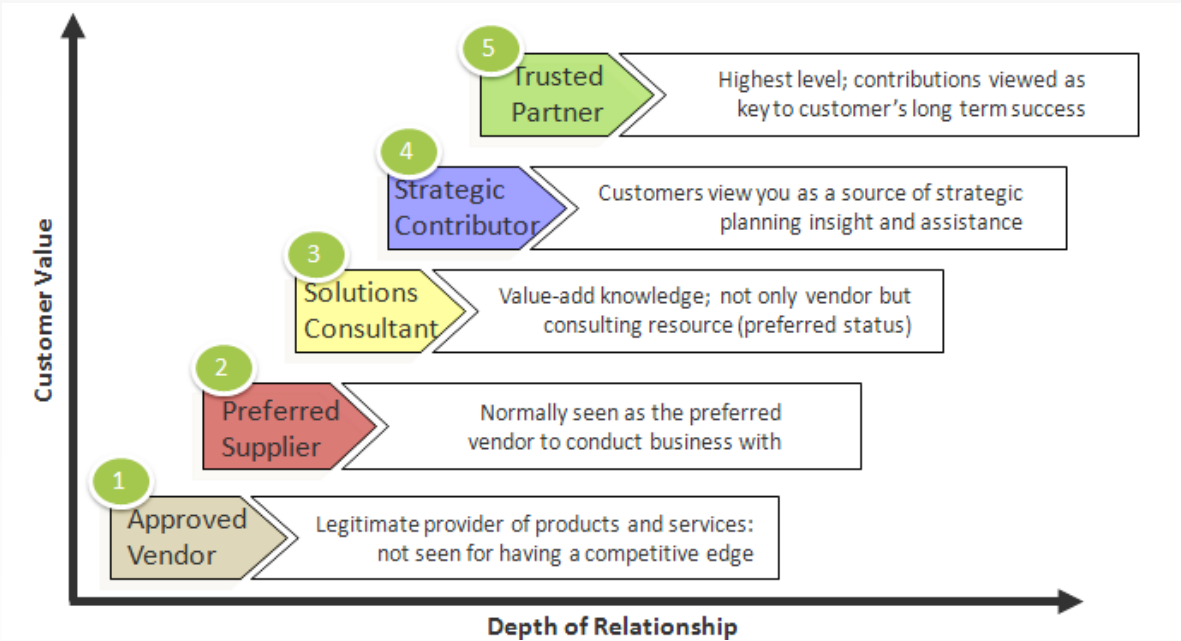 5
Trusted
Partner
Highest level; contributions viewed as
key to customer's long term success
4
Strategic
Contributor
Customers view you as a source of strategic
planning insight and assistance
3
Solutions
Consultant
Value-add knowledge; not only vendor but
consulting resource (preferred status)
2
Preferred
Supplier
Normally seen as the preferred
vendor to conduct business with
1
Approved
Vendor
Legitimate provider of products and services:
not seen for having a competitive edge
Customer Value
Depth of Relationship